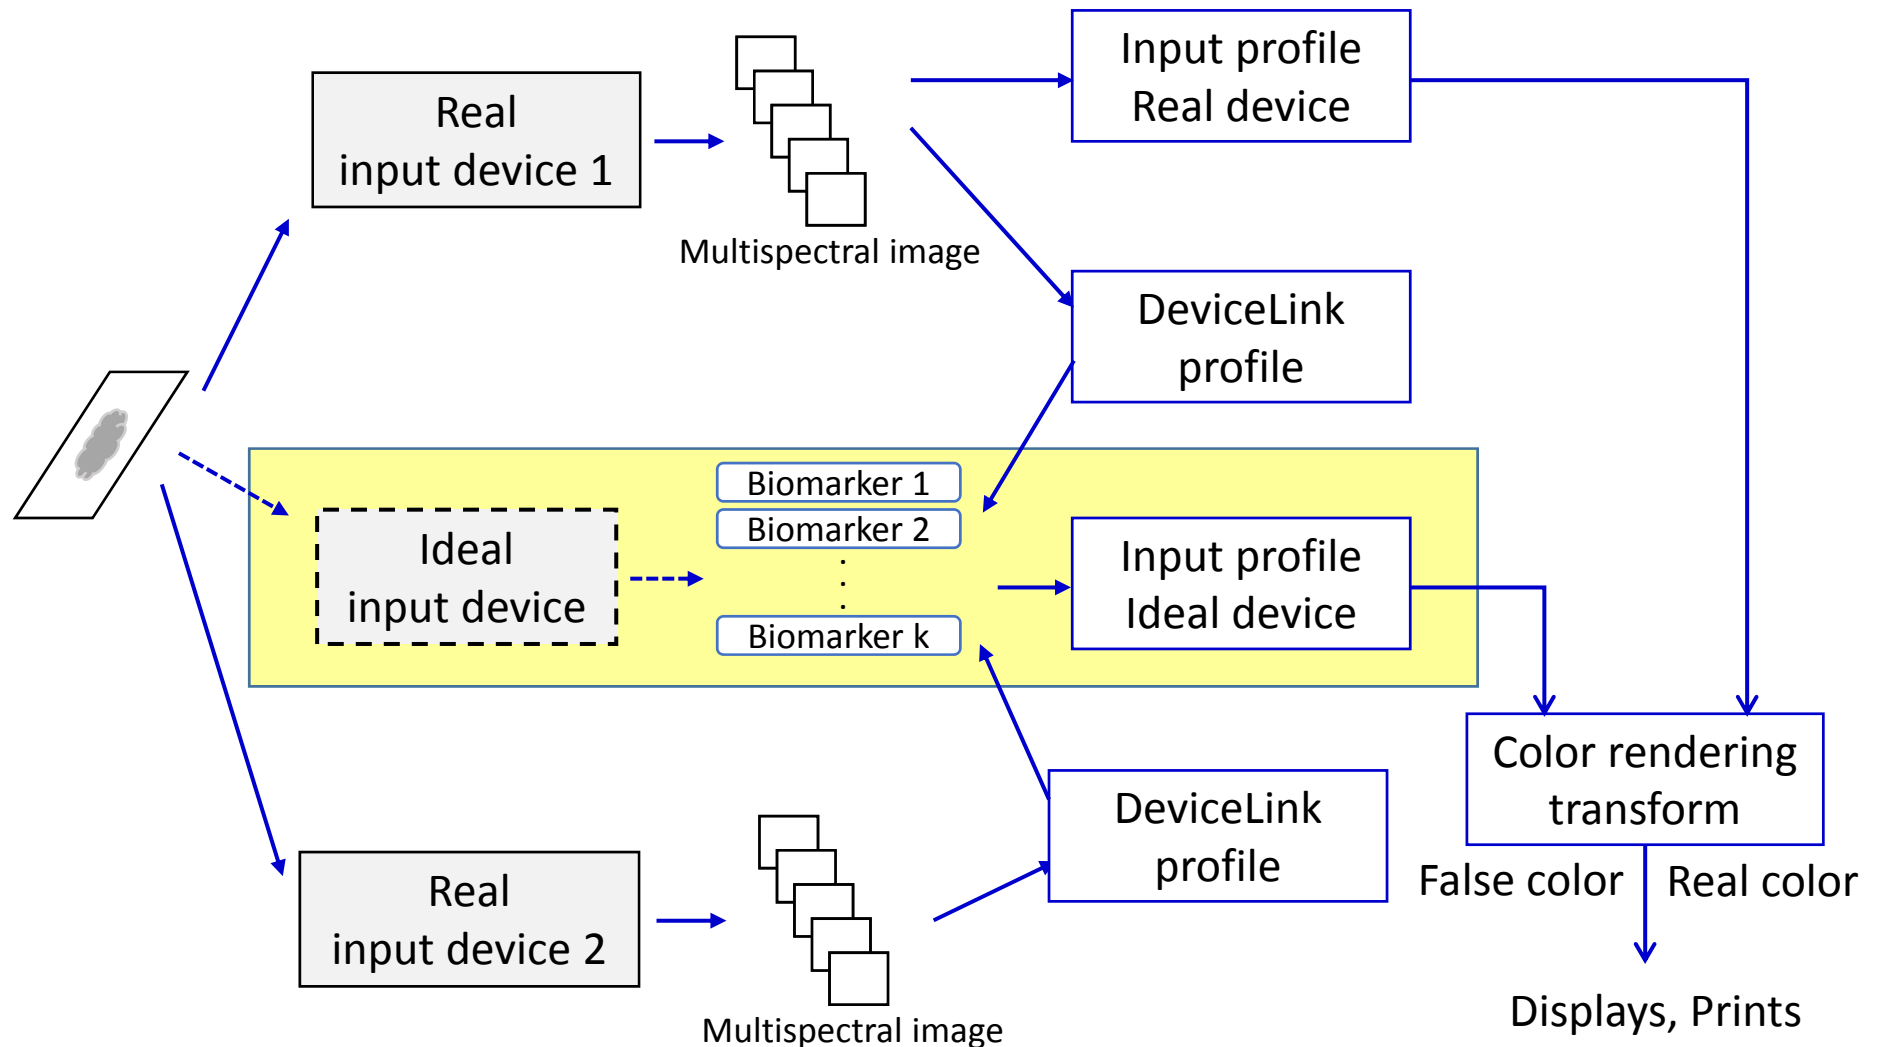 Real
input device 1
Multispectral image
Input profile
Real device
DeviceLink
profile
Ideal
input device
Biomarker 1
Biomarker 2
.
.
.
Biomarker k
Input profile
Ideal device
Real
input device 2
Multispectral image
DeviceLink
profile
Color rendering
transform
False color
Real color
Displays, Prints